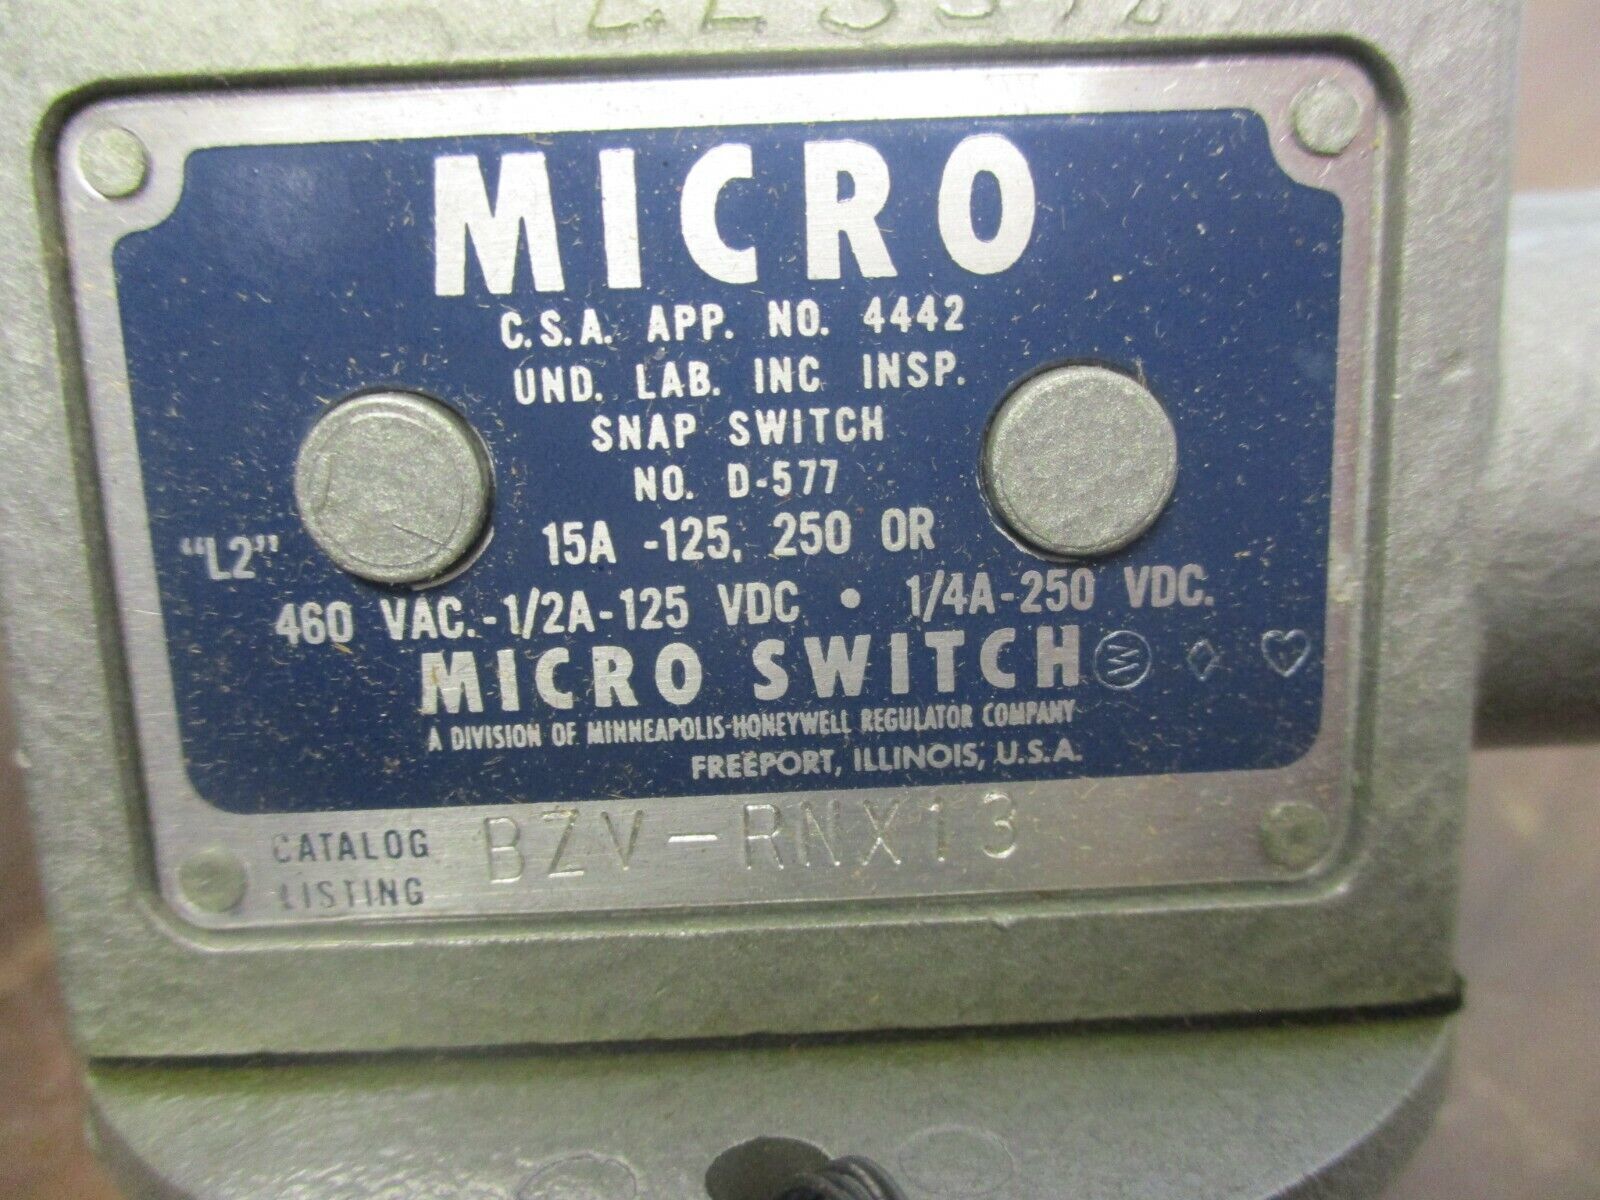 MICRO
C.S.A. APP. NO. 4442
UND. LAB. INC INSP.
SNAP SWITCH
NO. D-577
"L2"
15A -125, 250 OR
460 VAC.-1/2A-125 VDC • 1/4A-250 VDC.
MICRO SWITCH W
A DIVISION OF MINNEAPOLIS-HONEYWELL REGULATOR COMPANY
FREEPORT, ILLINOIS, U.S.A.
CATALOG LISTING BZV-RNX13